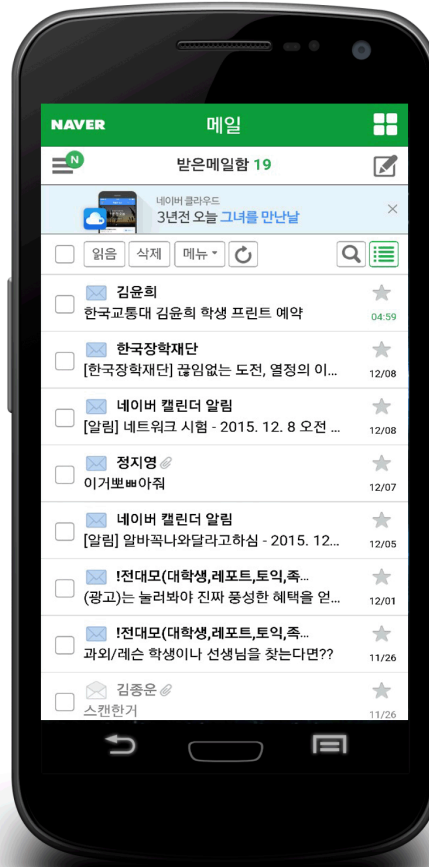 NAVER
메일
N
받은메일함 19
네이버 클라우드
3년전 오늘 그녀를 만난날
읽음 삭제 메뉴
김윤희
한국교통대 김윤희 학생 프린트 예약 04:59
한국장학재단
[한국장학재단] 끊임없는 도전, 열정의 이... 12/08
네이버 캘린더 알림
[알림] 네트워크 시험 - 2015. 12. 8 오전 ... 12/08
정지영
이거뽀ㅃ아줘 12/07
네이버 캘린더 알림
[알림] 알바꼭나와달라고하심 - 2015. 12... 12/05
!전대모(대학생,레포트,토익,족...
(광고)는 눌러봐야 진짜 풍성한 혜택을 얻... 12/01
!전대모(대학생,레포트,토익,족...
과외/레슨 학생이나 선생님을 찾는다면?? 11/26
김종운
스캔한거 11/26